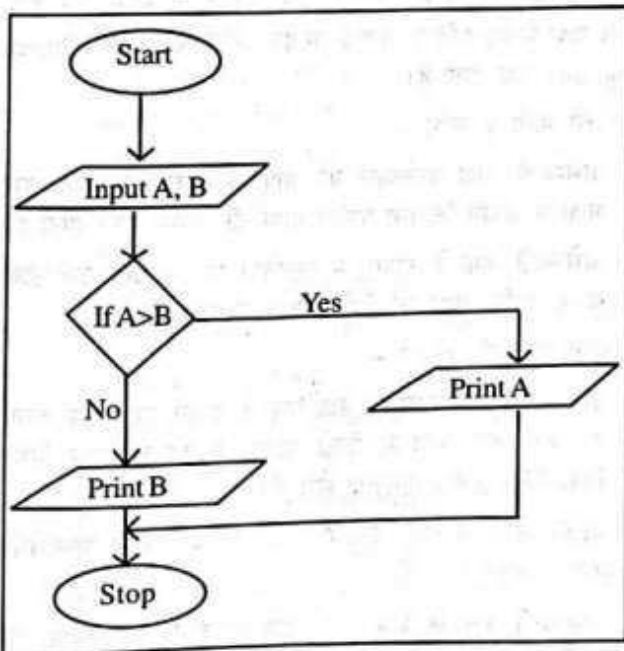 Start
Input A, B
If A>B
Yes
Print A
No
Print B
Stop